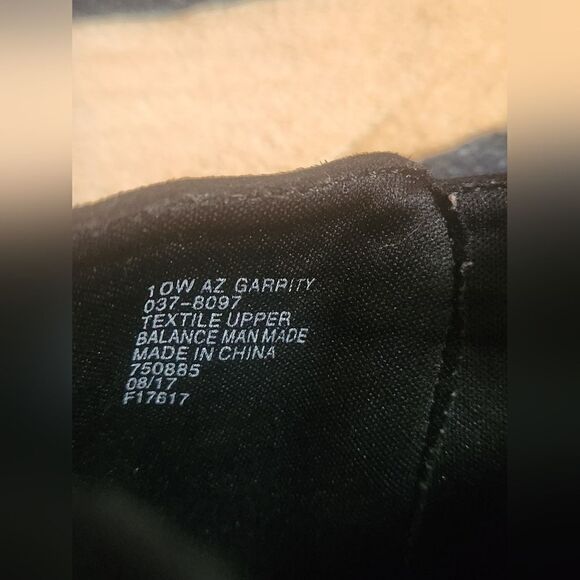 10W AZ GARRITY
037-8097
TEXTILE UPPER
BALANCE MAN MADE
MADE IN CHINA
750885
08/17
F17617